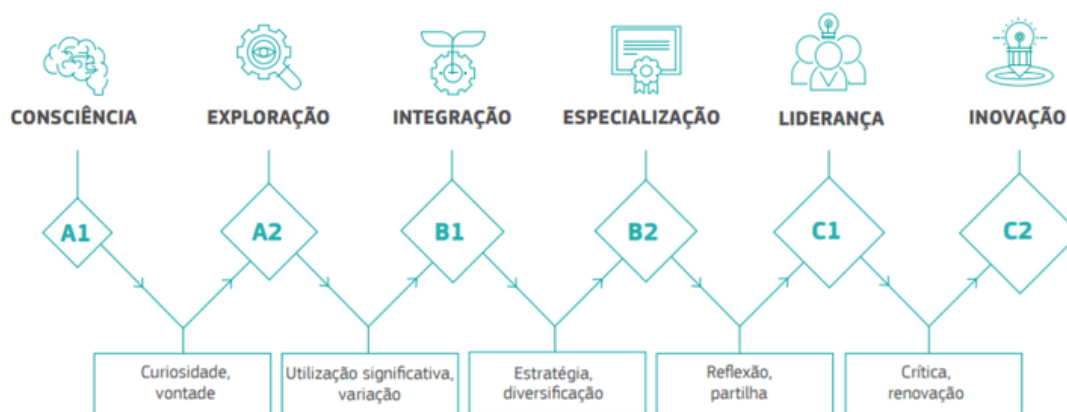 CONSCIÊNCIA
EXPLORAÇÃO
INTEGRAÇÃO
ESPECIALIZAÇÃO
LIDERANÇA
INOVAÇÃO
A1
A2
B1
B2
C1
C2
Curiosidade,
vontade
Utilização significativa,
variação
Estratégia,
diversificação
Reflexão,
partilha
Crítica,
renovação